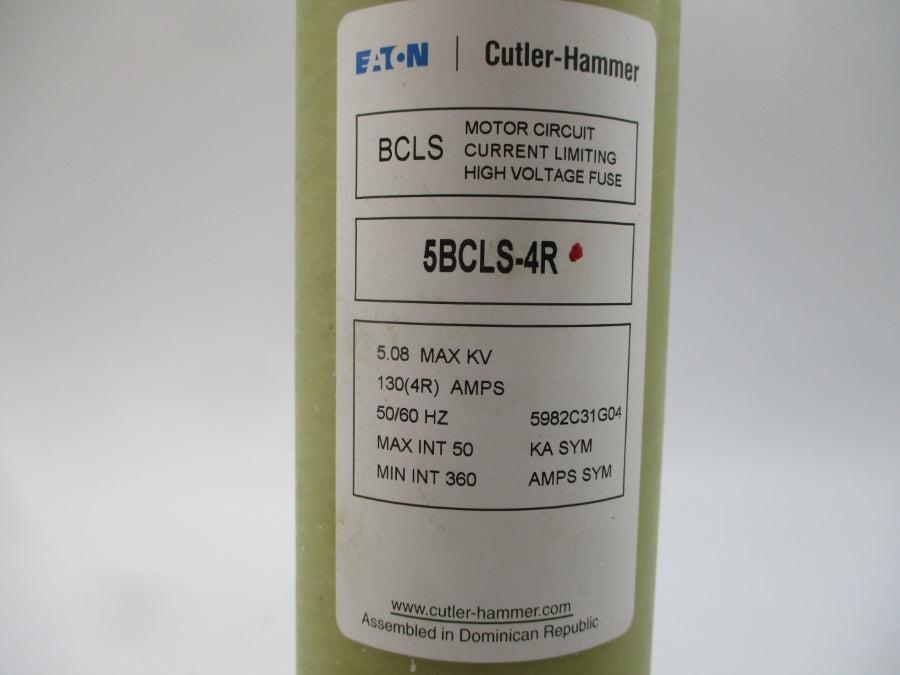 EATON | Cutler-Hammer
BCLS
MOTOR CIRCUIT
CURRENT LIMITING
HIGH VOLTAGE FUSE
5BCLS-4R
5.08 MAX KV
130(4R) AMPS
50/60 HZ 5982C31G04
MAX INT 50 KA SYM
MIN INT 360 AMPS SYM
www.cutler-hammer.com
Assembled in Dominican Republic